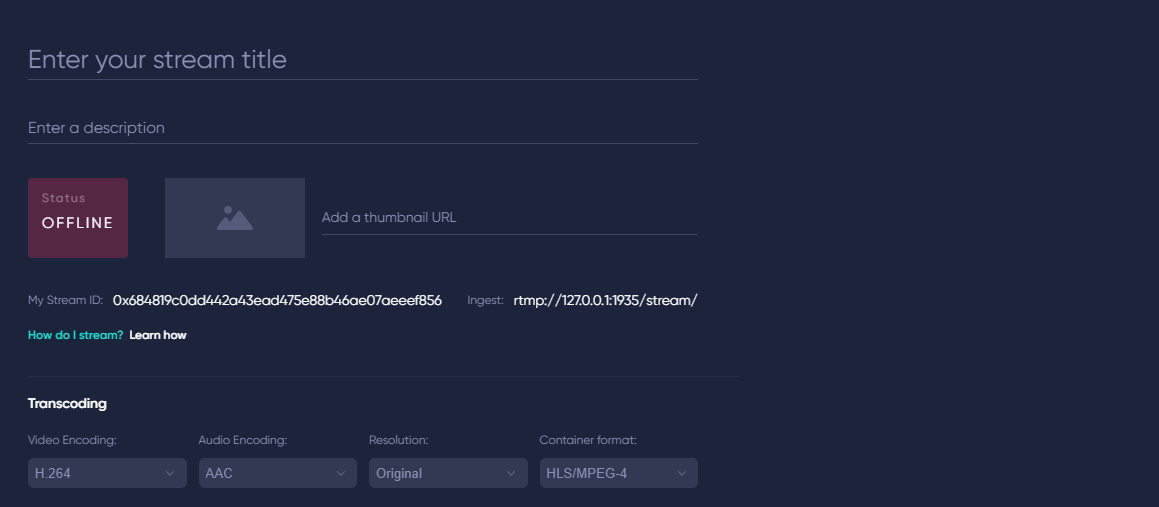 Enter your stream title
Enter a description
Status
OFFLINE
Add a thumbnail URL
My Stream ID: 0x684819c0dd442a43ead475e88b46ae07aeeef856 Ingest: rtmp://127.0.0.1:1935/stream/
How do I stream? Learn how
Transcoding
Video Encoding: Audio Encoding: Resolution: Container format:
H.264 AAC Original HLS/MPEG-4